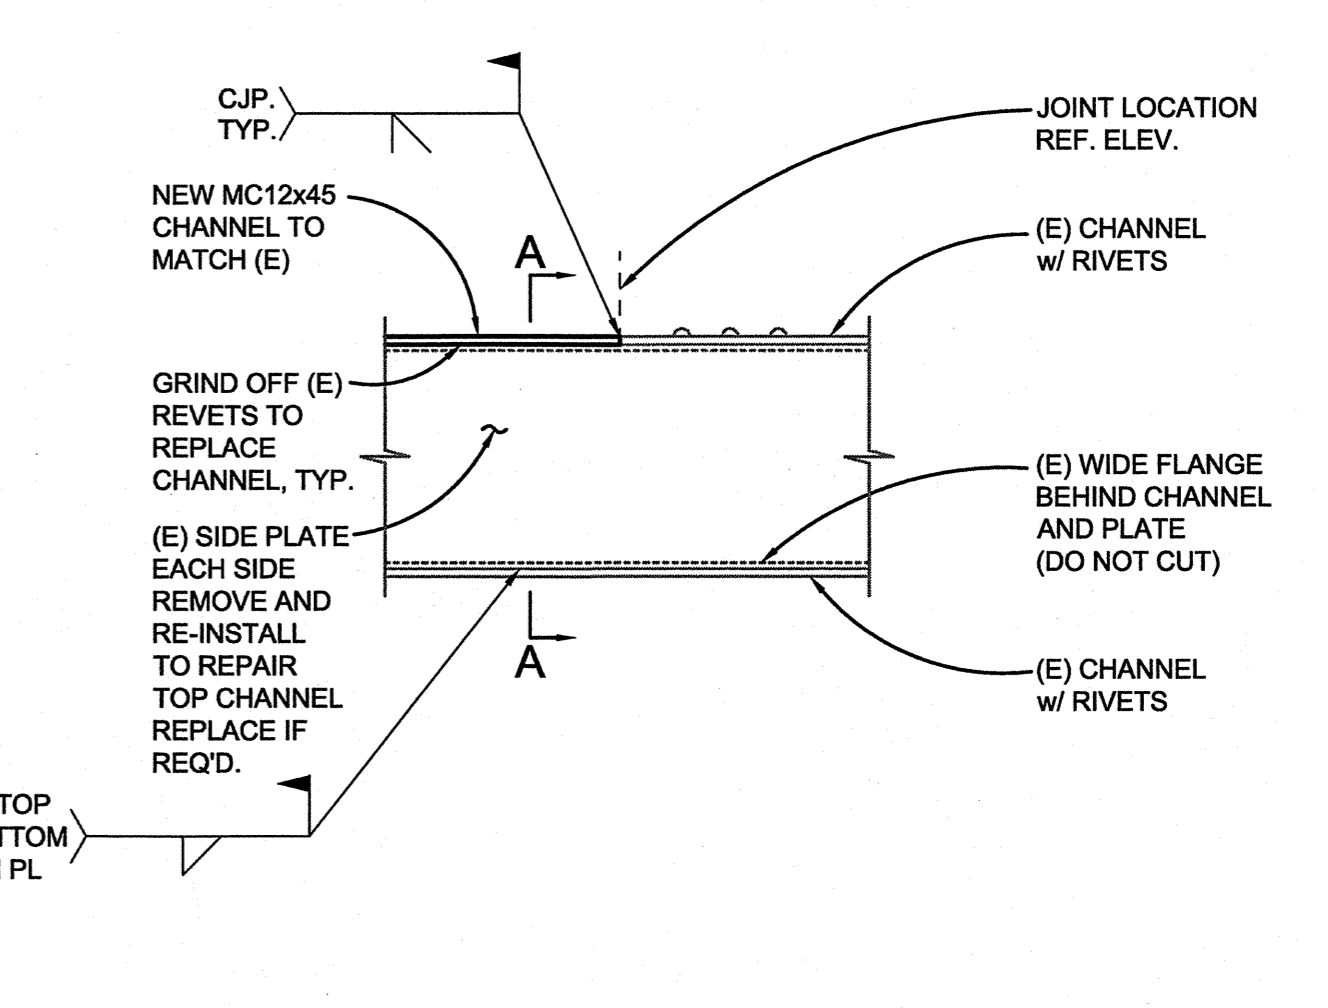 CJP.
TYP.
NEW MC12x45
CHANNEL TO
MATCH (E)
A
JOINT LOCATION
REF. ELEV.
(E) CHANNEL
w/ RIVETS
GRIND OFF (E)
REVETS TO
REPLACE
CHANNEL, TYP.
(E) SIDE PLATE
EACH SIDE
REMOVE AND
RE-INSTALL
TO REPAIR
TOP CHANNEL
REPLACE IF
REQ'D.
(E) WIDE FLANGE
BEHIND CHANNEL
AND PLATE
(DO NOT CUT)
A
(E) CHANNEL
w/ RIVETS
TOP
PL